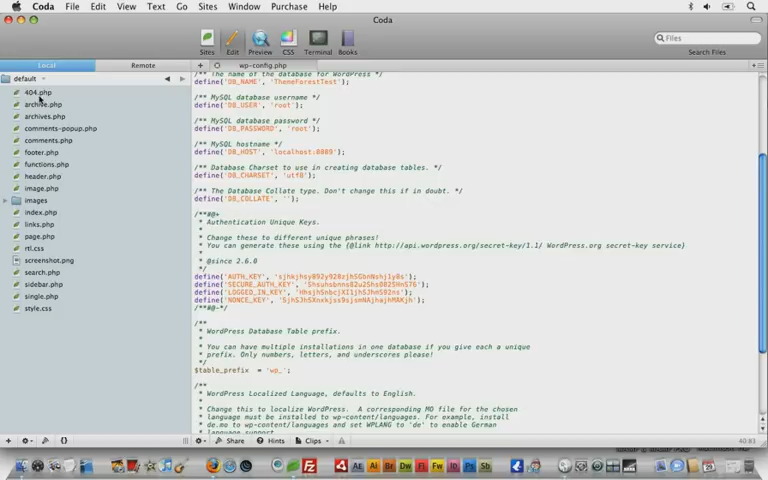 Coda File Edit View Text Go Sites Window Purchase Help
Coda
Sites Edit Preview CSS Terminal Books
Files
Search Files
Local Remote
wp-config.php
default
404.php
archive.php
archives.php
comments-popup.php
comments.php
footer.php
functions.php
header.php
image.php
images
index.php
links.php
page.php
rtl.css
screenshot.png
search.php
sidebar.php
single.php
style.css
/** The name of the database for WordPress */
define('DB_NAME', 'ThemeForestTest');
/** MySQL database username */
define('DB_USER', 'root');
/** MySQL database password */
define('DB_PASSWORD', 'root');
/** MySQL hostname */
define('DB_HOST', 'localhost:8889');
/** Database Charset to use in creating database tables. */
define('DB_CHARSET', 'utf8');
/** The Database Collate type. Don't change this if in doubt. */
define('DB_COLLATE', '');
/**#@+
* Authentication Unique Keys.
*
* Change these to different unique phrases!
* You can generate these using the {@link http://api.wordpress.org/secret-key/1.1/ WordPress.org secret-key service}
*
* @since 2.6.0
*/
define('AUTH_KEY',
define('SECURE_AUTH_KEY',
define('LOGGED_IN_KEY',
define('NONCE_KEY',
/**#@-*/
/**
* WordPress Database Table prefix.
*
* You can have multiple installations in one database if you give each a unique
* prefix. Only numbers, letters, and underscores please!
*/
$table_prefix = 'wp_';
/**
* WordPress Localized Language, defaults to English.
*
* Change this to localize WordPress. A corresponding MO file for the chosen
* language must be installed to wp-content/languages. For example, install
* de.mo to wp-content/languages and set WPLANG to 'de' to enable German
* language support.
Share Hints Clips
40:83
Ae Ai Br Dw Fl Fw Id Ps Sb